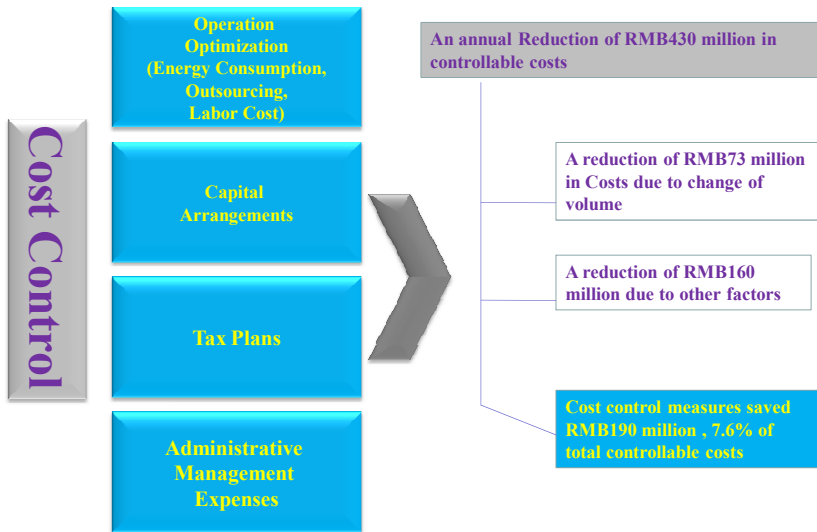 Cost Control
Operation
Optimization
(Energy Consumption,
Outsourcing,
Labor Cost)
Capital
Arrangements
Tax Plans
Administrative
Management
Expenses
An annual Reduction of RMB430 million in
controllable costs
A reduction of RMB73 million
in Costs due to change of
volume
A reduction of RMB160
million due to other factors
Cost control measures saved
RMB190 million , 7.6% of
total controllable costs